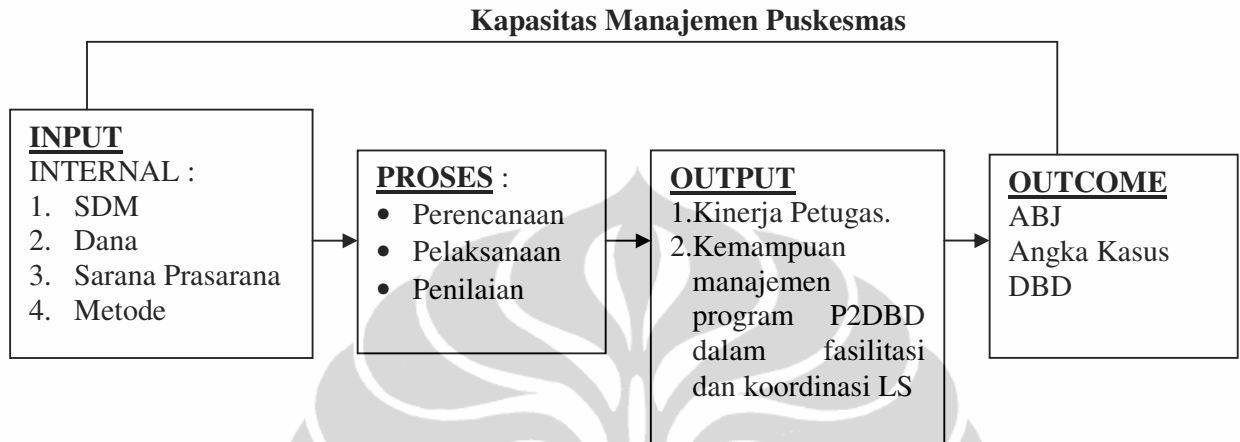 Kapasitas Manajemen Puskesmas
INPUT
INTERNAL :
1. SDM
2. Dana
3. Sarana Prasarana
4. Metode
PROSES :
• Perencanaan
• Pelaksanaan
• Penilaian
OUTPUT
1.Kinerja Petugas.
2.Kemampuan
manajemen
program P2DBD
dalam fasilitasi
dan koordinasi LS
OUTCOME
ABJ
Angka Kasus
DBD